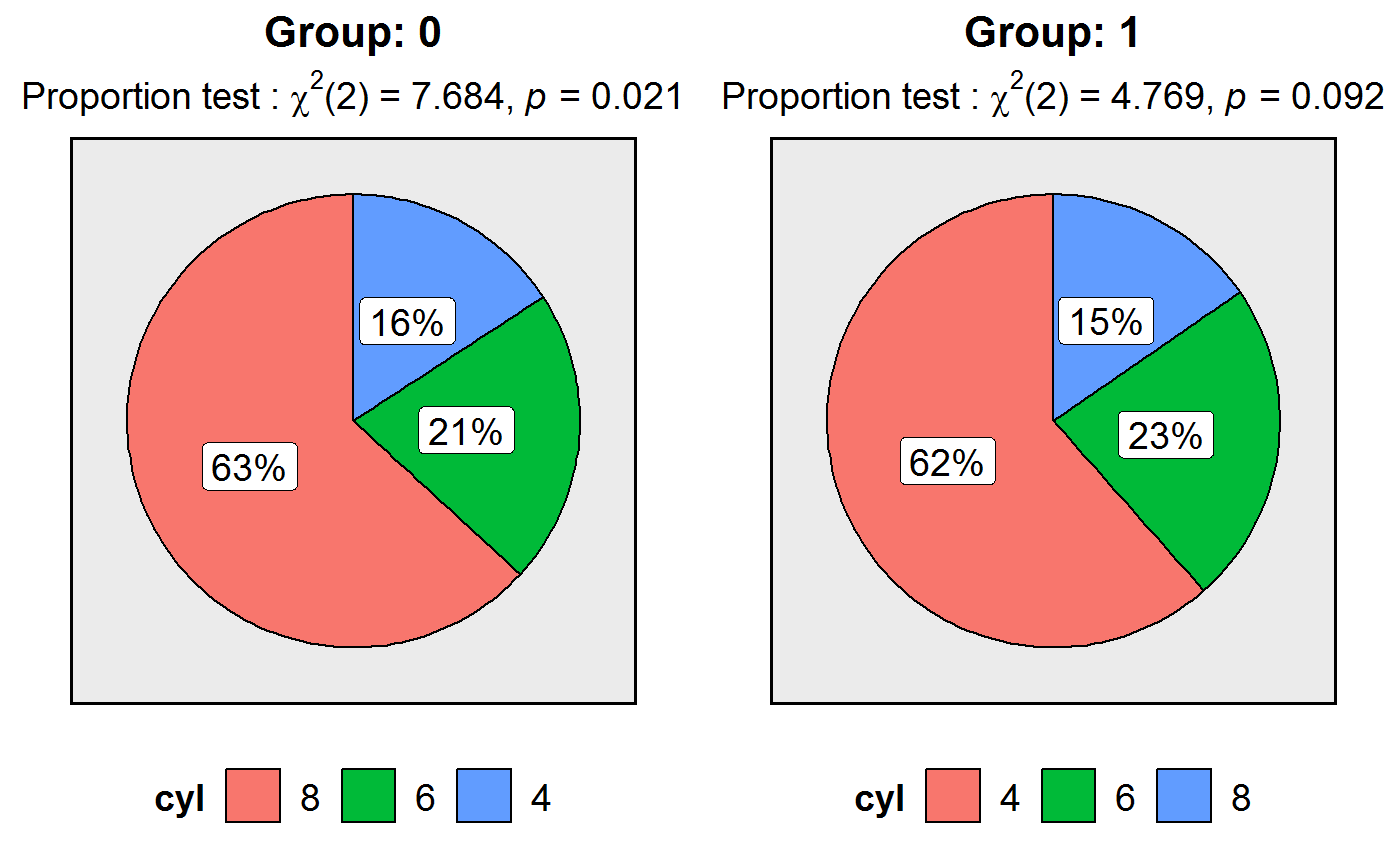 Group: 0
Proportion test : χ²(2) = 7.684, p = 0.021
16%
21%
63%
cyl 8 6 4
Group: 1
Proportion test : χ²(2) = 4.769, p = 0.092
15%
23%
62%
cyl 4 6 8